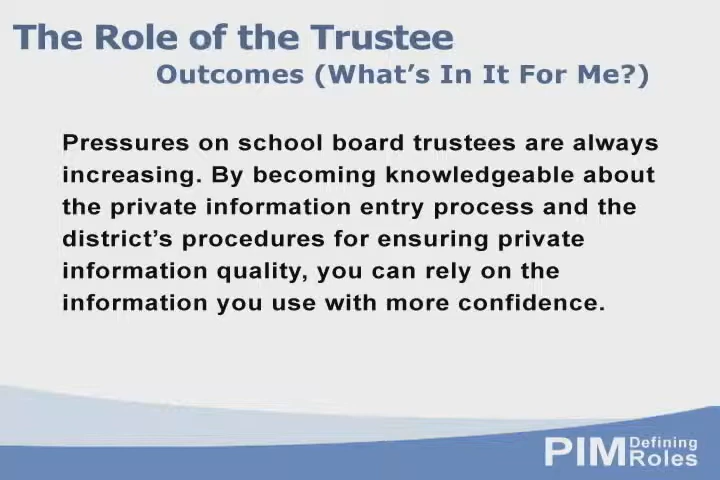 The Role of the Trustee
Outcomes (What's In It For Me?)
Pressures on school board trustees are always
increasing. By becoming knowledgeable about
the private information entry process and the
district's procedures for ensuring private
information quality, you can rely on the
information you use with more confidence.
PIM Defining
Roles